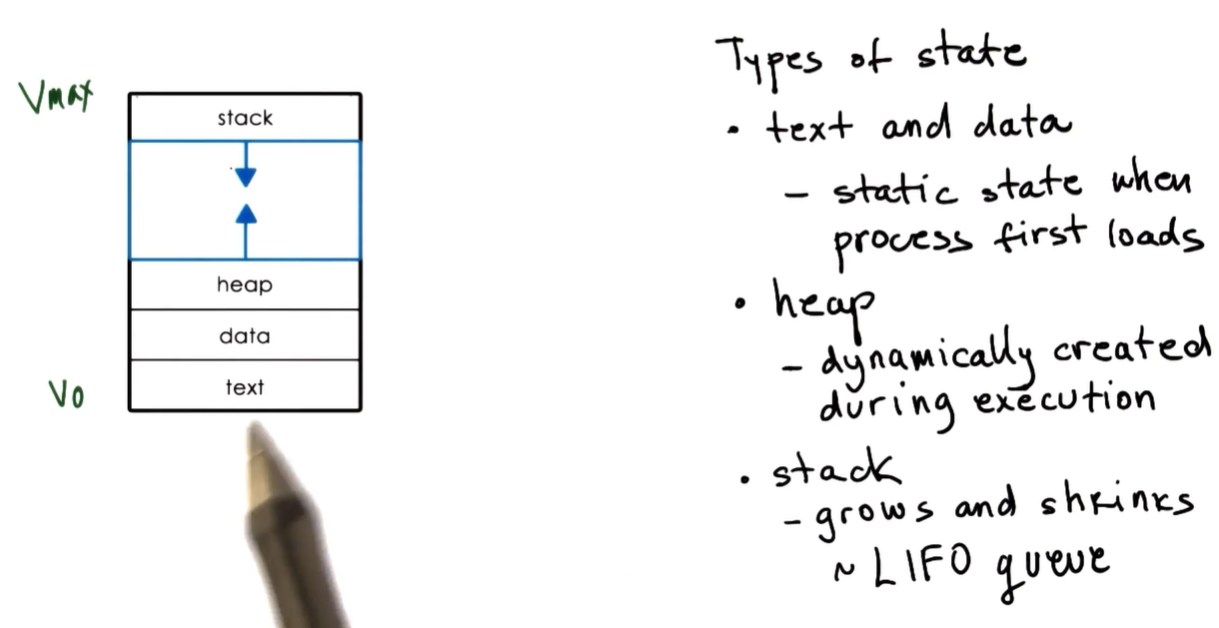 Vmax
stack
heap
data
text
V0
Types of state
• text and data
– static state when
process first loads
• heap
– dynamically created
during execution
• stack
– grows and shrinks
~ LIFO queue